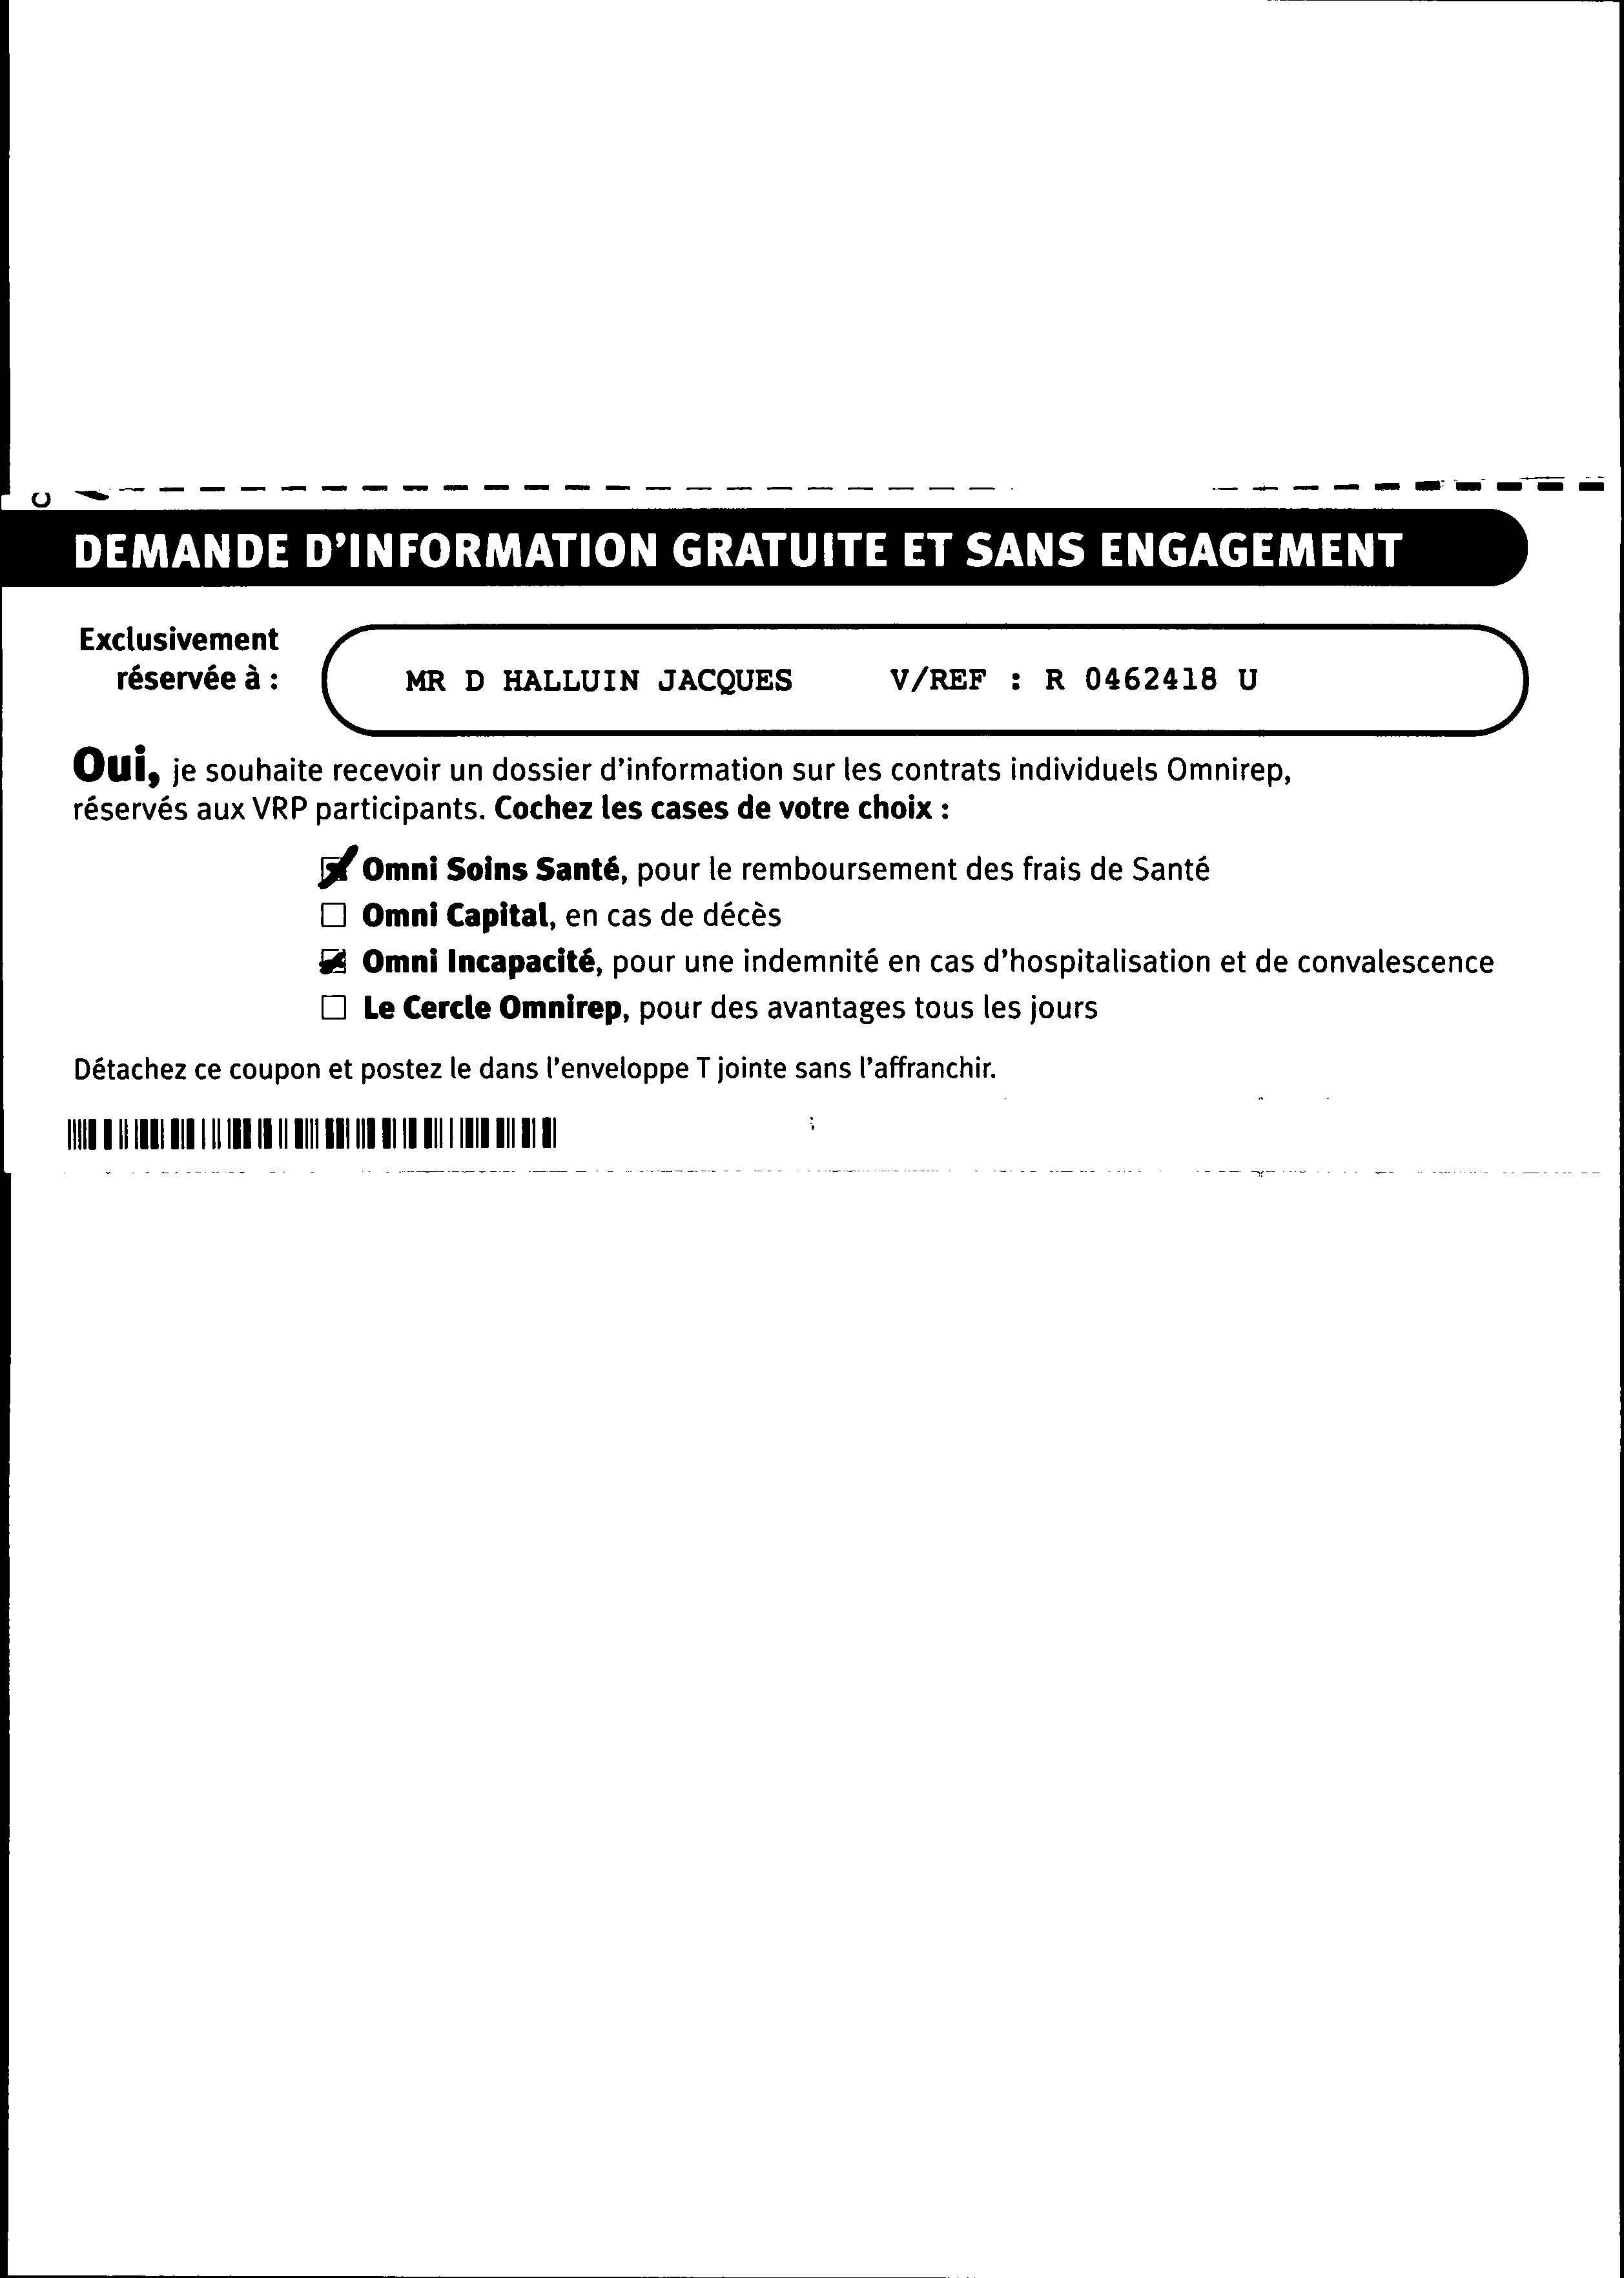 DEMANDE D'INFORMATION GRATUITE ET SANS ENGAGEMENT
Exclusivement
réservée à :
MR D HALLUIN JACQUES V/REF : R 0462418 U
Oui, je souhaite recevoir un dossier d'information sur les contrats individuels Omnirep,
réservés aux VRP participants. Cochez les cases de votre choix :
Omni Soins Santé, pour le remboursement des frais de Santé
Omni Capital, en cas de décès
Omni Incapacité, pour une indemnité en cas d'hospitalisation et de convalescence
Le Cercle Omnirep, pour des avantages tous les jours
Détachez ce coupon et postez le dans l'enveloppe T jointe sans l'affranchir.